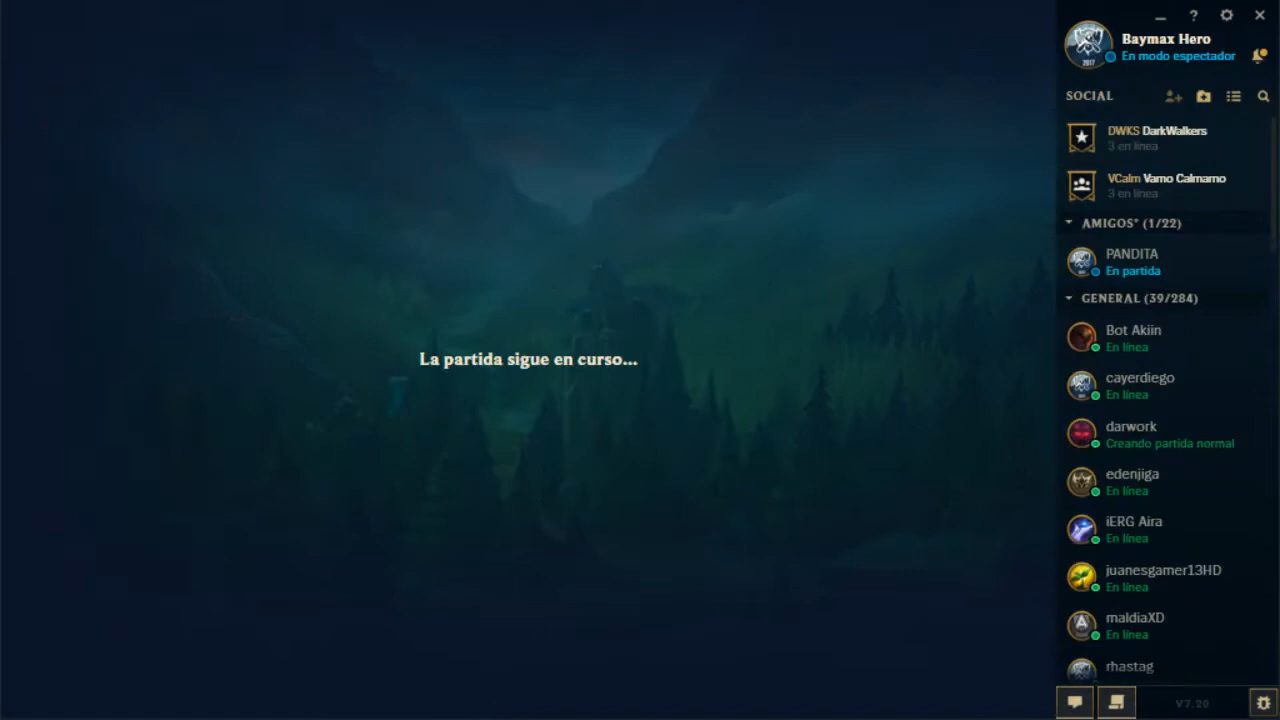 Baymax Hero
En modo espectador
SOCIAL
DWKS DarkWalkers
3 en línea
VCalm Vamo Calmamo
3 en línea
AMIGOS* (1/22)
PANDITA
En partida
GENERAL (39/284)
Bot Akiin
En línea
La partida sigue en curso...
cayerdiego
En línea
darwork
Creando partida normal
edenjiga
En línea
iERG Aira
En línea
juanesgamer13HD
En línea
maldiaXD
En línea
rhastag
V7.20